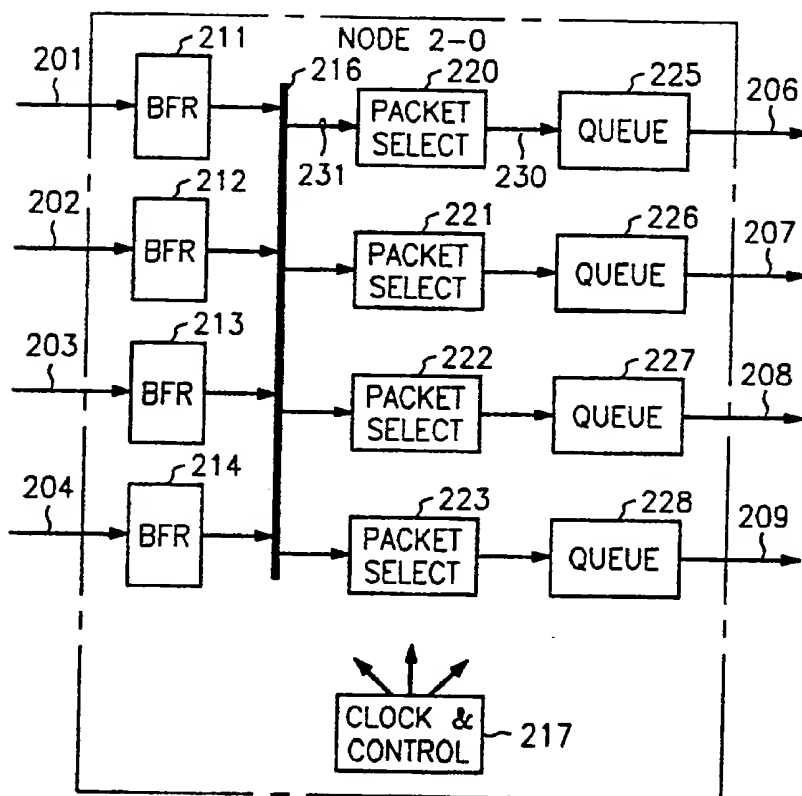 NODE 2-0
211
216
220
225
201
206
BFR
PACKET
SELECT
QUEUE
231
230
212
202
221
226
207
BFR
PACKET
SELECT
QUEUE
213
203
222
227
208
BFR
PACKET
SELECT
QUEUE
214
204
223
228
209
BFR
PACKET
SELECT
QUEUE
CLOCK &
CONTROL
217